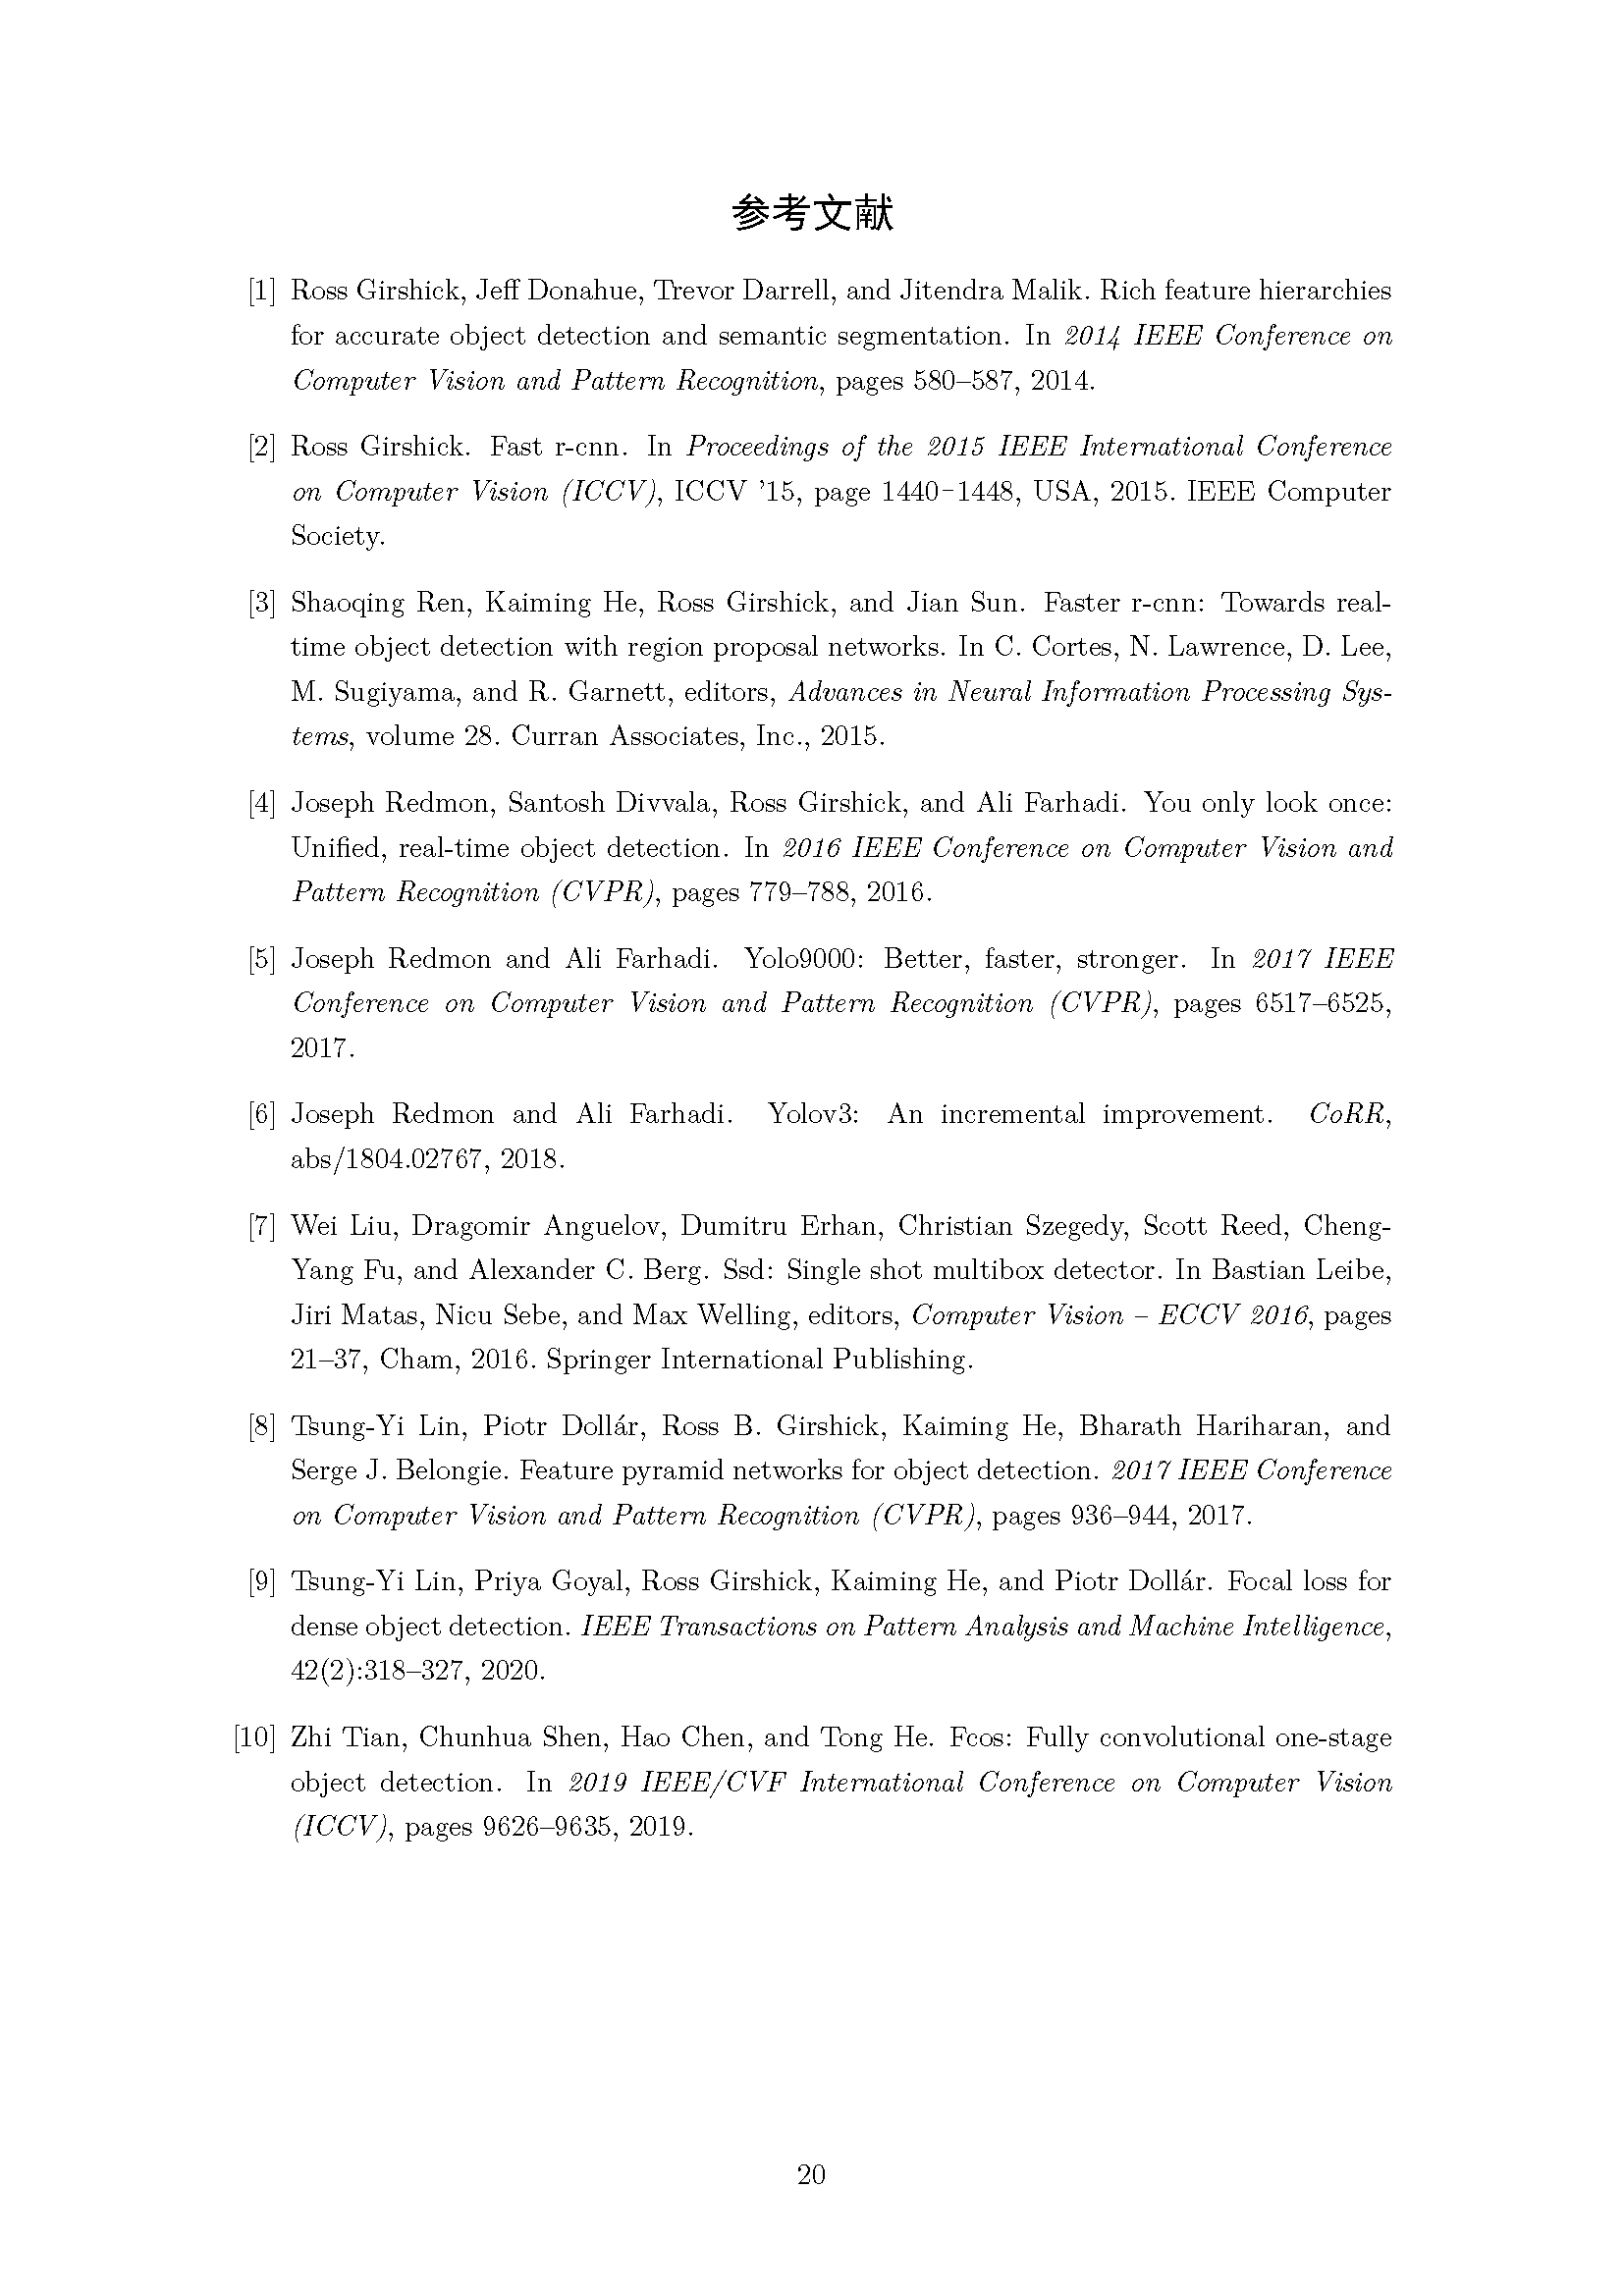 参考文献
[1] Ross Girshick, Jeff Donahue, Trevor Darrell, and Jitendra Malik. Rich feature hierarchies
for accurate object detection and semantic segmentation. In 2014 IEEE Conference on
Computer Vision and Pattern Recognition, pages 580–587, 2014.
[2] Ross Girshick. Fast r-cnn. In Proceedings of the 2015 IEEE International Conference
on Computer Vision (ICCV), ICCV ’15, page 1440–1448, USA, 2015. IEEE Computer
Society.
[3] Shaoqing Ren, Kaiming He, Ross Girshick, and Jian Sun. Faster r-cnn: Towards real-
time object detection with region proposal networks. In C. Cortes, N. Lawrence, D. Lee,
M. Sugiyama, and R. Garnett, editors, Advances in Neural Information Processing Sys-
tems, volume 28. Curran Associates, Inc., 2015.
[4] Joseph Redmon, Santosh Divvala, Ross Girshick, and Ali Farhadi. You only look once:
Unified, real-time object detection. In 2016 IEEE Conference on Computer Vision and
Pattern Recognition (CVPR), pages 779–788, 2016.
[5] Joseph Redmon and Ali Farhadi. Yolo9000: Better, faster, stronger. In 2017 IEEE
Conference on Computer Vision and Pattern Recognition (CVPR), pages 6517–6525,
2017.
[6] Joseph Redmon and Ali Farhadi. Yolov3: An incremental improvement. CoRR,
abs/1804.02767, 2018.
[7] Wei Liu, Dragomir Anguelov, Dumitru Erhan, Christian Szegedy, Scott Reed, Cheng-
Yang Fu, and Alexander C. Berg. Ssd: Single shot multibox detector. In Bastian Leibe,
Jiri Matas, Nicu Sebe, and Max Welling, editors, Computer Vision – ECCV 2016, pages
21–37, Cham, 2016. Springer International Publishing.
[8] Tsung-Yi Lin, Piotr Dollár, Ross B. Girshick, Kaiming He, Bharath Hariharan, and
Serge J. Belongie. Feature pyramid networks for object detection. 2017 IEEE Conference
on Computer Vision and Pattern Recognition (CVPR), pages 936–944, 2017.
[9] Tsung-Yi Lin, Priya Goyal, Ross Girshick, Kaiming He, and Piotr Dollár. Focal loss for
dense object detection. IEEE Transactions on Pattern Analysis and Machine Intelligence,
42(2):318–327, 2020.
[10] Zhi Tian, Chunhua Shen, Hao Chen, and Tong He. Fcos: Fully convolutional one-stage
object detection. In 2019 IEEE/CVF International Conference on Computer Vision
(ICCV), pages 9626–9635, 2019.
20